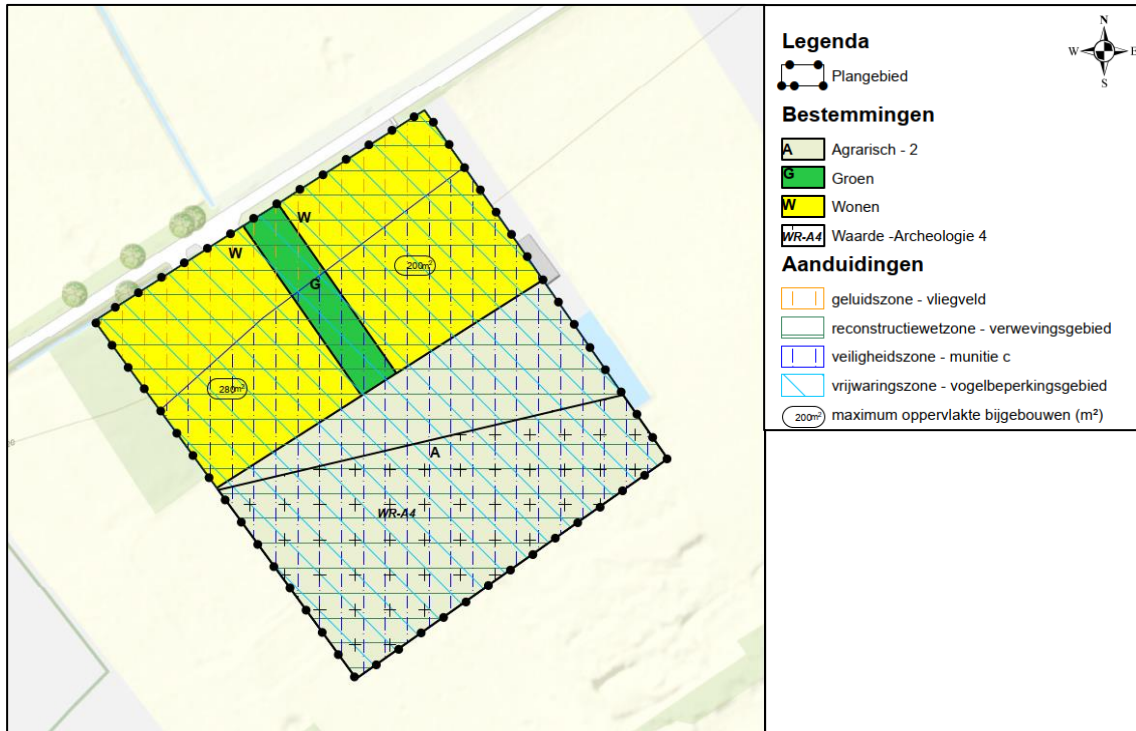 W
W
G
200m²
280m²
A
WR-A4
Legenda
N
W E
S
Plangebied
Bestemmingen
A Agrarisch - 2
G Groen
W Wonen
WR-A4 Waarde -Archeologie 4
Aanduidingen
geluidszone - vliegveld
reconstructiewetzone - verwevingsgebied
veiligheidszone - munitie c
vrijwaringszone - vogelbeperkingsgebied
200m² maximum oppervlakte bijgebouwen (m²)